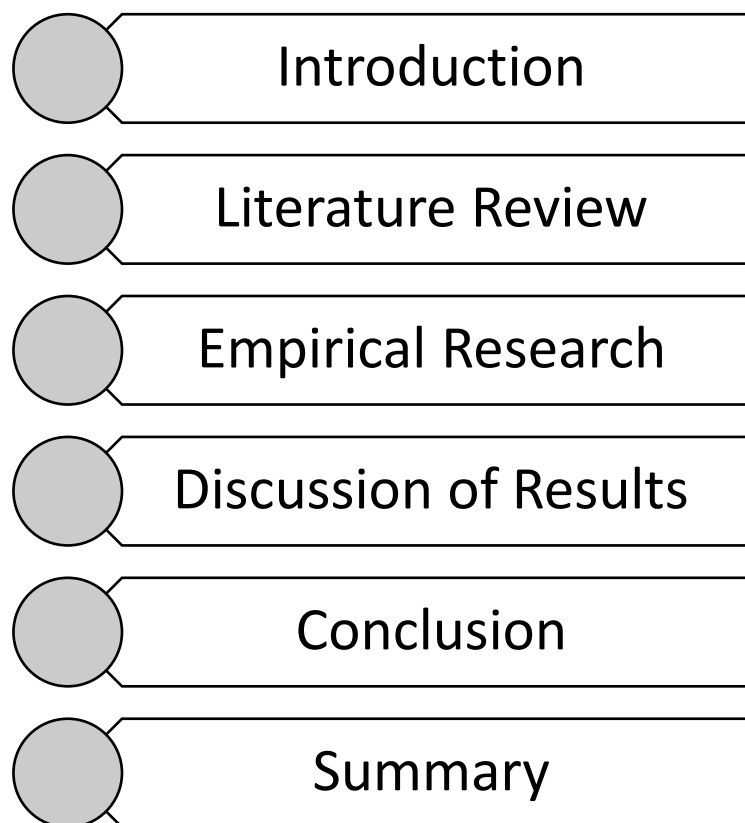 Introduction
Literature Review
Empirical Research
Discussion of Results
Conclusion
Summary